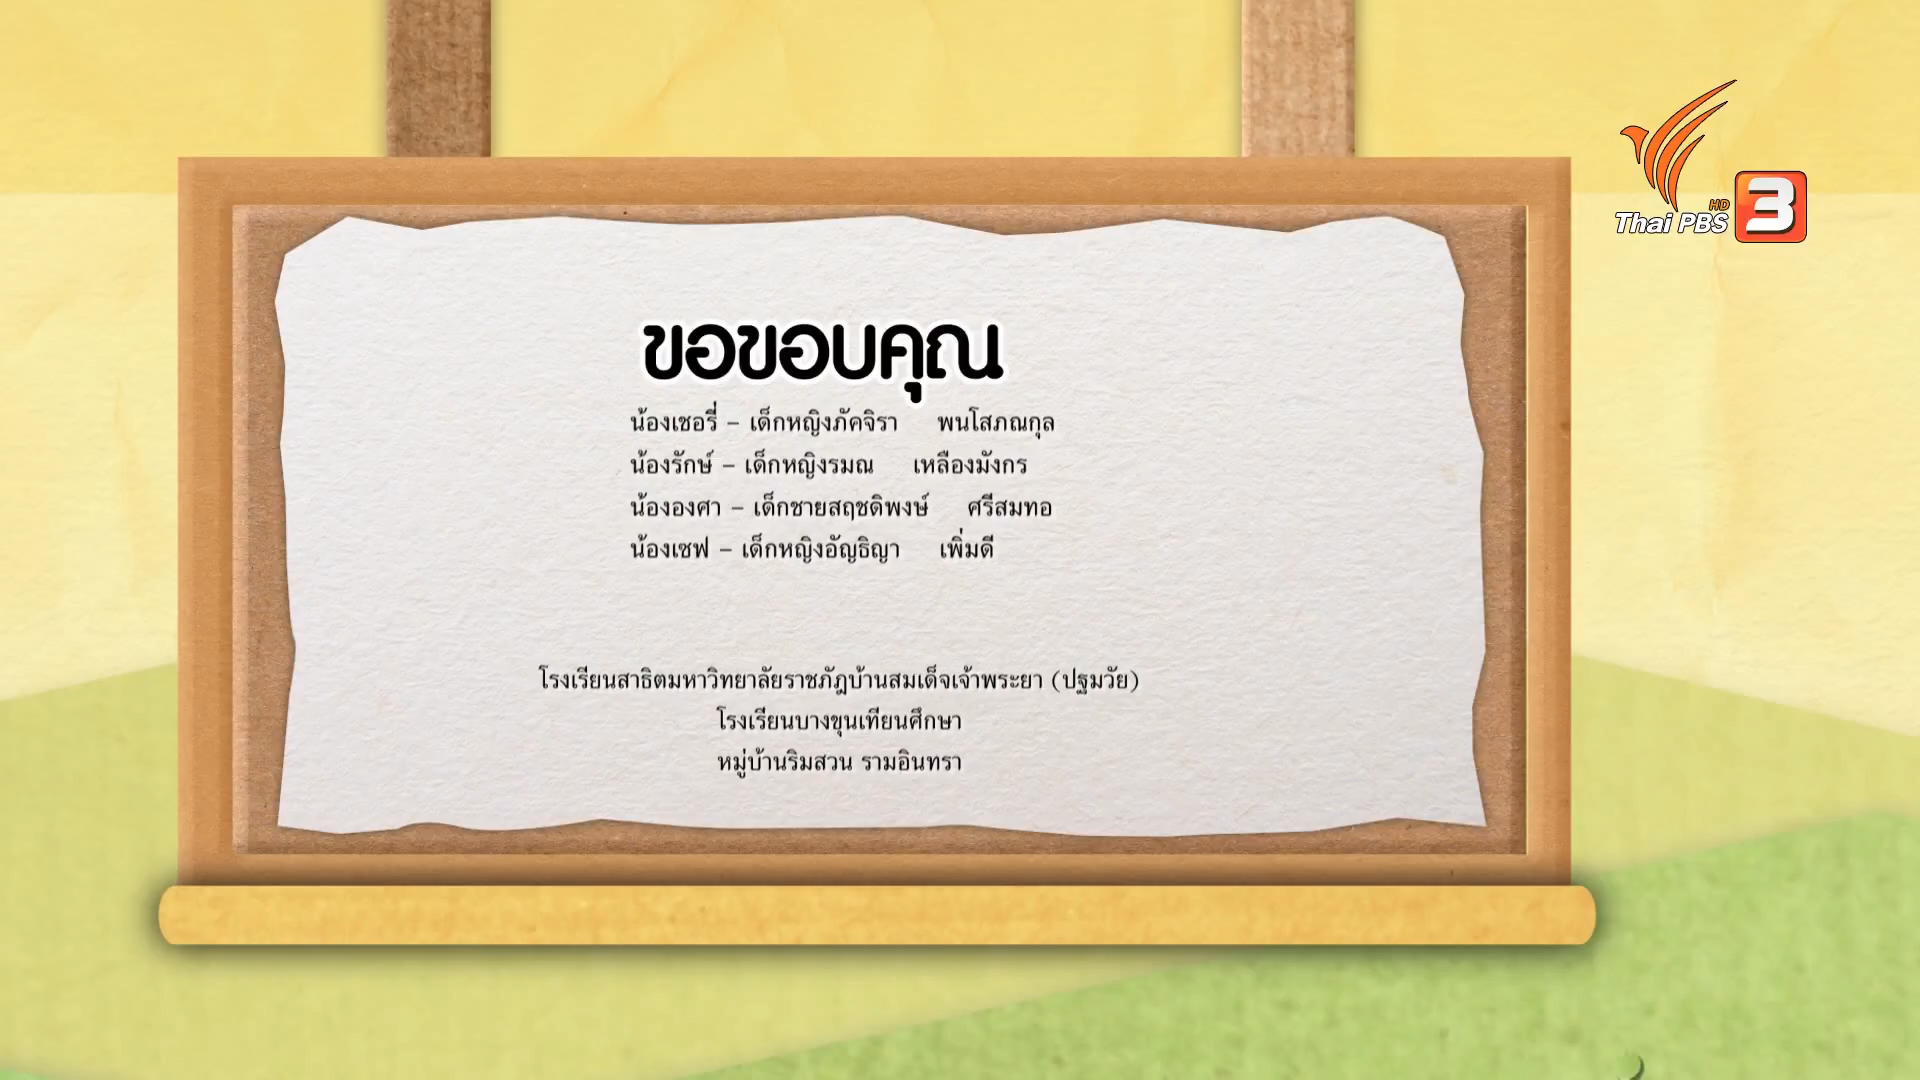 ขอขอบคุณ
น้องเชอรี่ – เด็กหญิงภัคจิรา พนโสภณกุล
น้องรักษ์ – เด็กหญิงรมณ เหลืองมังกร
น้ององศา – เด็กชายสฤชดิพงษ์ ศรีสมทอ
น้องเชฟ – เด็กหญิงอัญธิญา เพิ่มดี
โรงเรียนสาธิตมหาวิทยาลัยราชภัฎบ้านสมเด็จเจ้าพระยา (ปฐมวัย)
โรงเรียนบางขุนเทียนศึกษา
หมู่บ้านริมสวน รามอินทรา
HD
Thai PBS 3